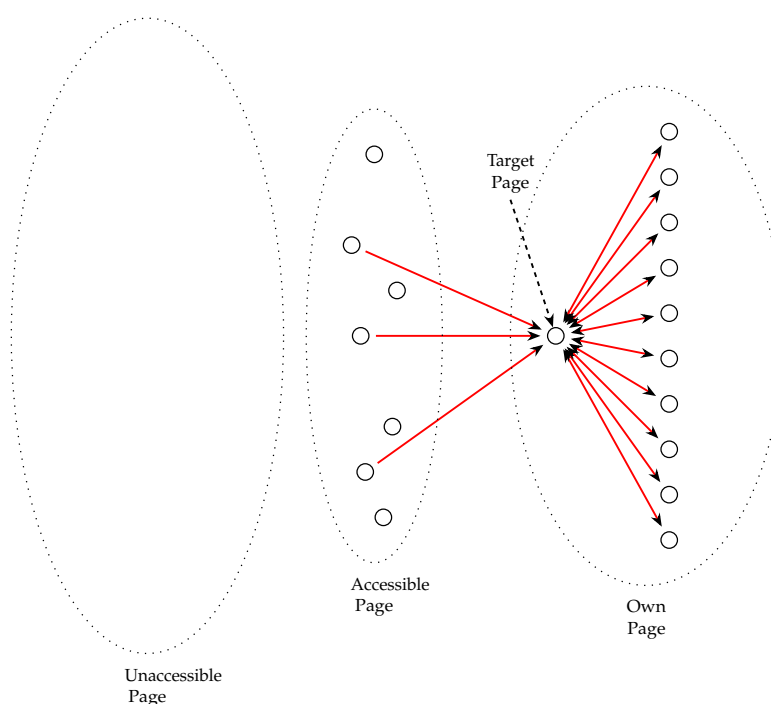 Target
Page
Accessible
Page
Own
Page
Unaccessible
Page